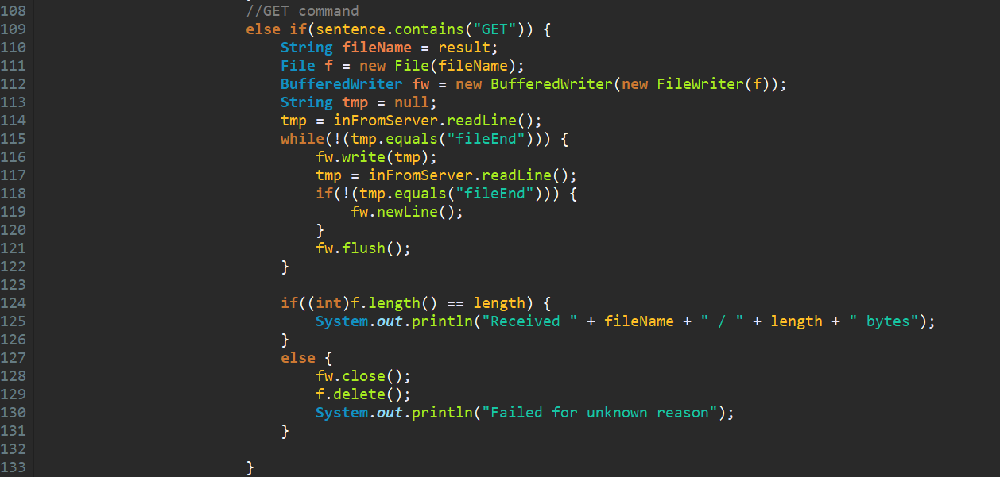 108 //GET command
109 else if(sentence.contains("GET")) {
110 String fileName = result;
111 File f = new File(fileName);
112 BufferedWriter fw = new BufferedWriter(new FileWriter(f));
113 String tmp = null;
114 tmp = inFromServer.readLine();
115 while(!(tmp.equals("fileEnd"))) {
116 fw.write(tmp);
117 tmp = inFromServer.readLine();
118 if(!(tmp.equals("fileEnd"))) {
119 fw.newLine();
120 }
121 fw.flush();
122 }
123
124 if((int)f.length() == length) {
125 System.out.println("Received " + fileName + " / " + length + " bytes");
126 }
127 else {
128 fw.close();
129 f.delete();
130 System.out.println("Failed for unknown reason");
131 }
132
133 }